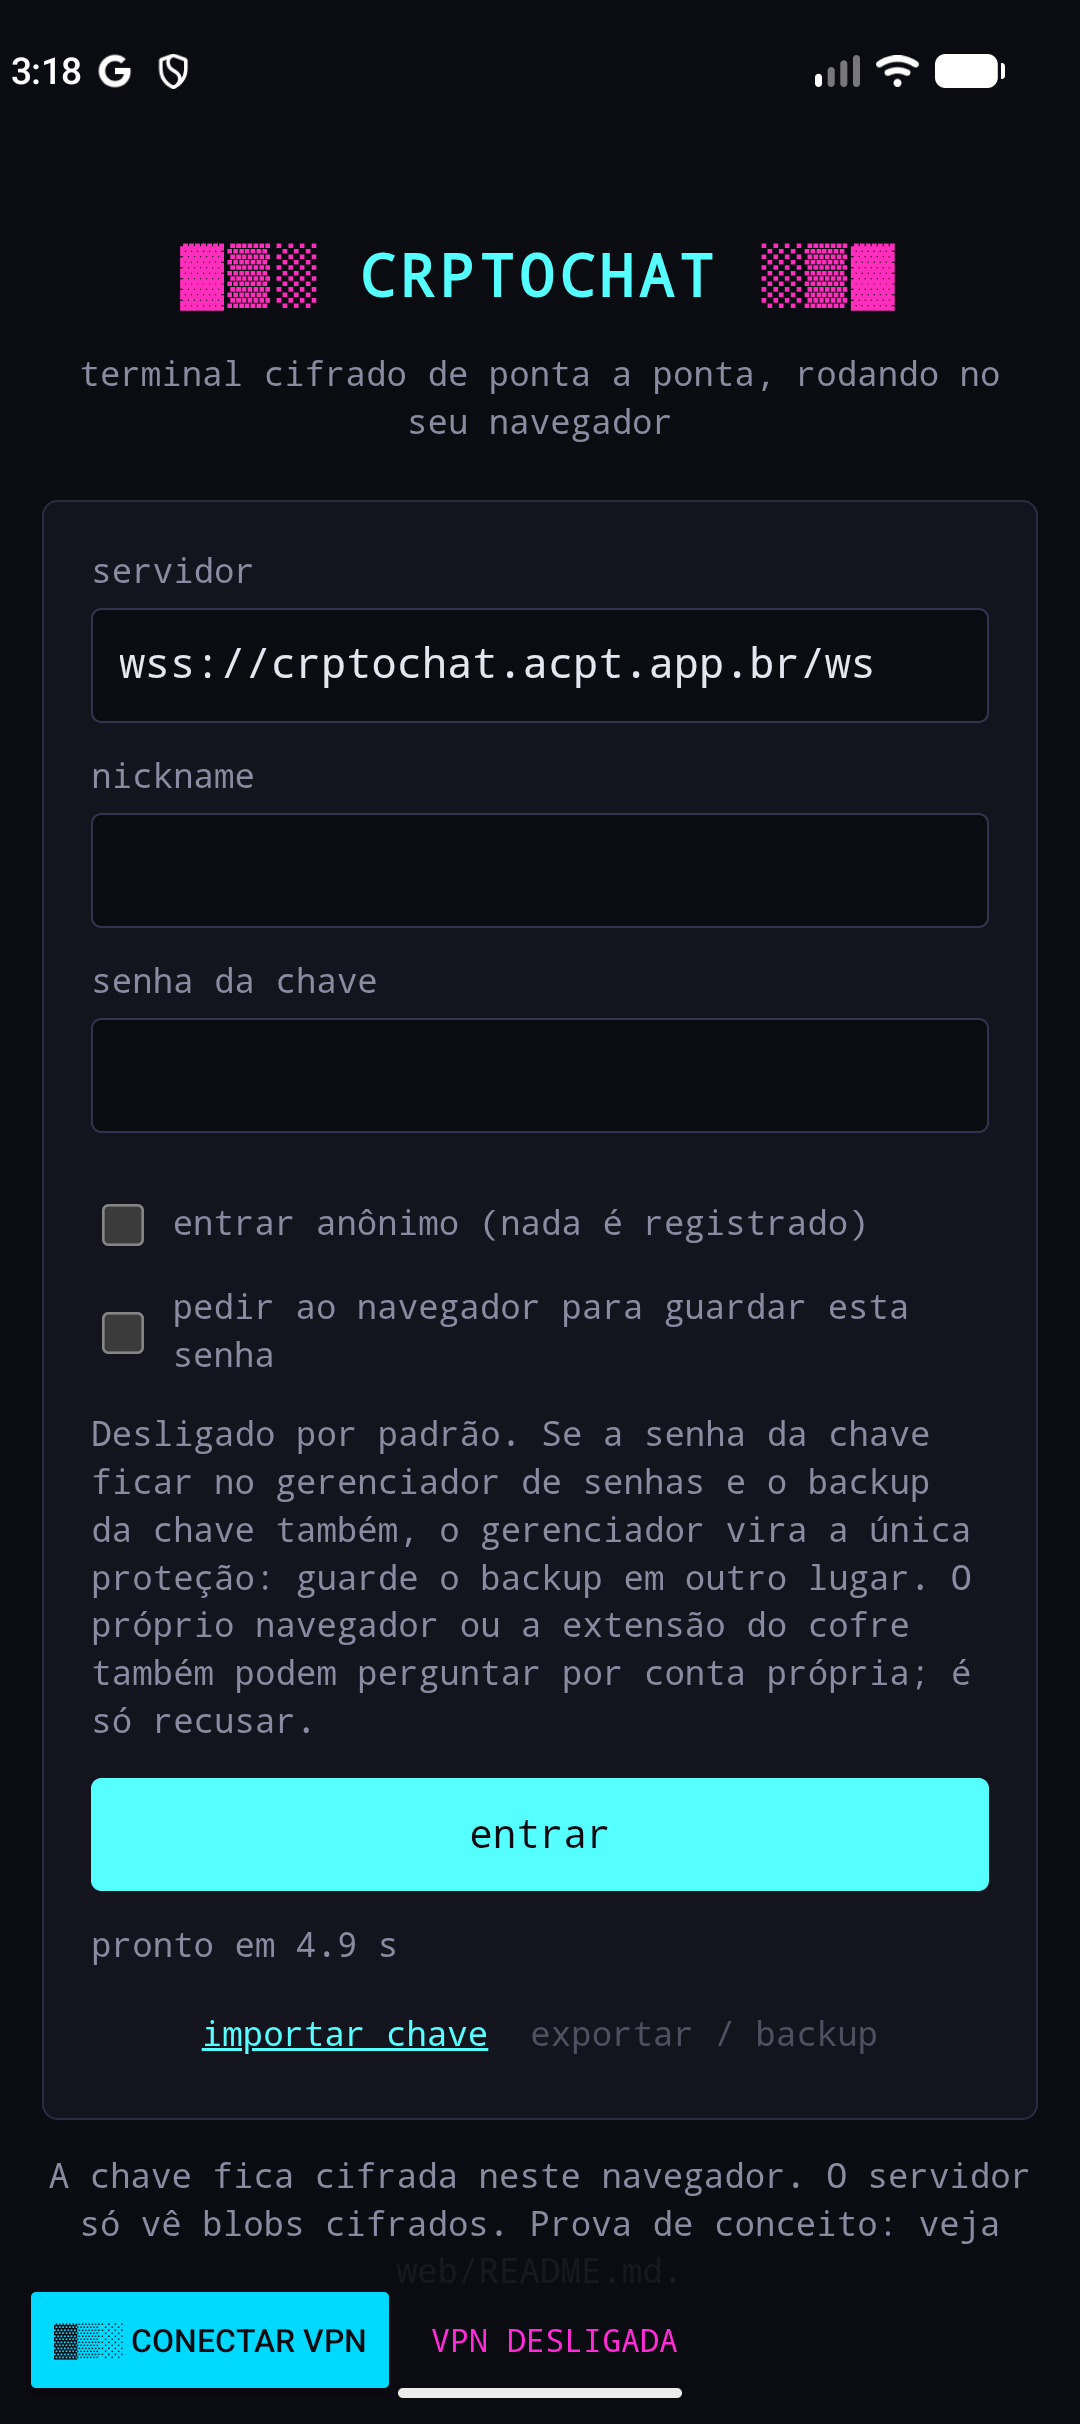 3:18
CRPTOCHAT
terminal cifrado de ponta a ponta, rodando no
seu navegador
servidor
wss://crptochat.acpt.app.br/ws
nickname
senha da chave
entrar anônimo (nada é registrado)
pedir ao navegador para guardar esta
senha
Desligado por padrão. Se a senha da chave
ficar no gerenciador de senhas e o backup
da chave também, o gerenciador vira a única
proteção: guarde o backup em outro lugar. O
próprio navegador ou a extensão do cofre
também podem perguntar por conta própria; é
só recusar.
entrar
pronto em 4.9 s
importar chave exportar / backup
A chave fica cifrada neste navegador. O servidor
só vê blobs cifrados. Prova de conceito: veja
web/README.md.
CONECTAR VPN VPN DESLIGADA